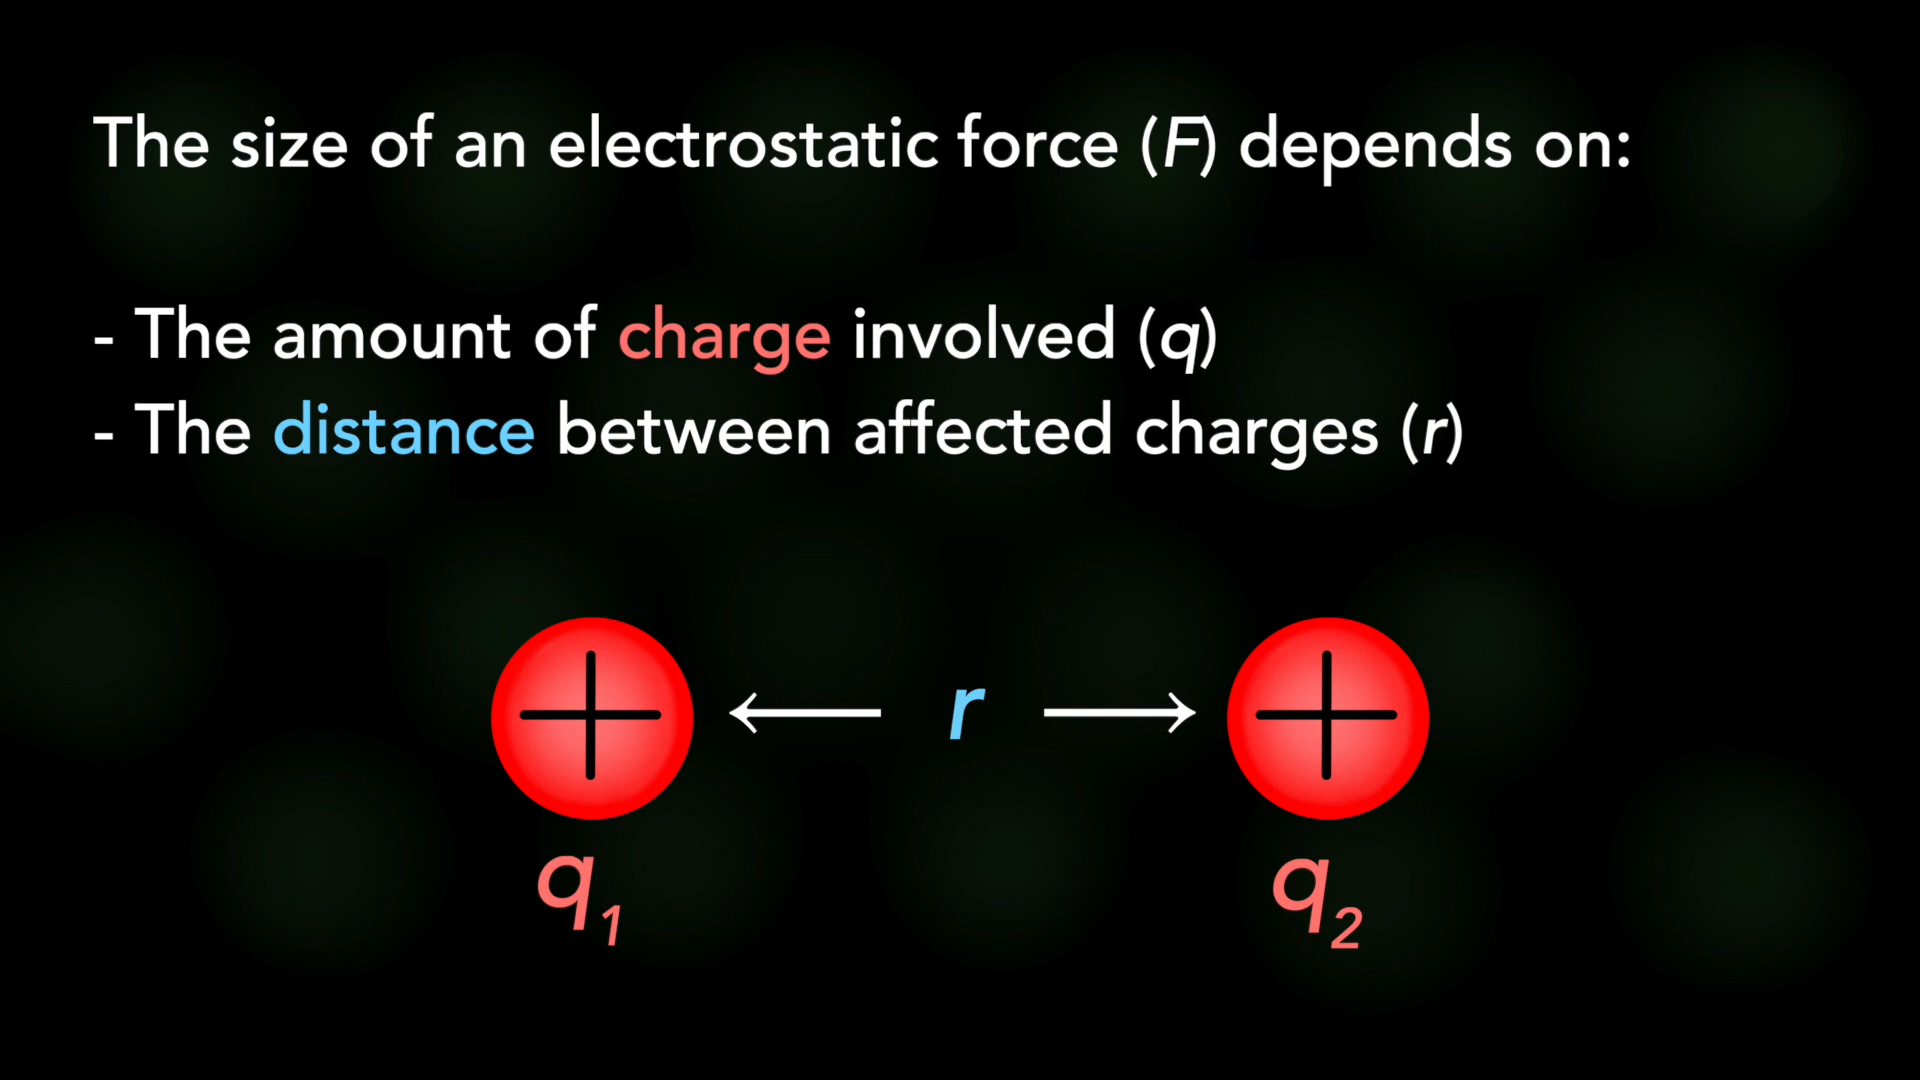 The size of an electrostatic force (F) depends on:
- The amount of charge involved (q)
- The distance between affected charges (r)
r
q₁
q₂